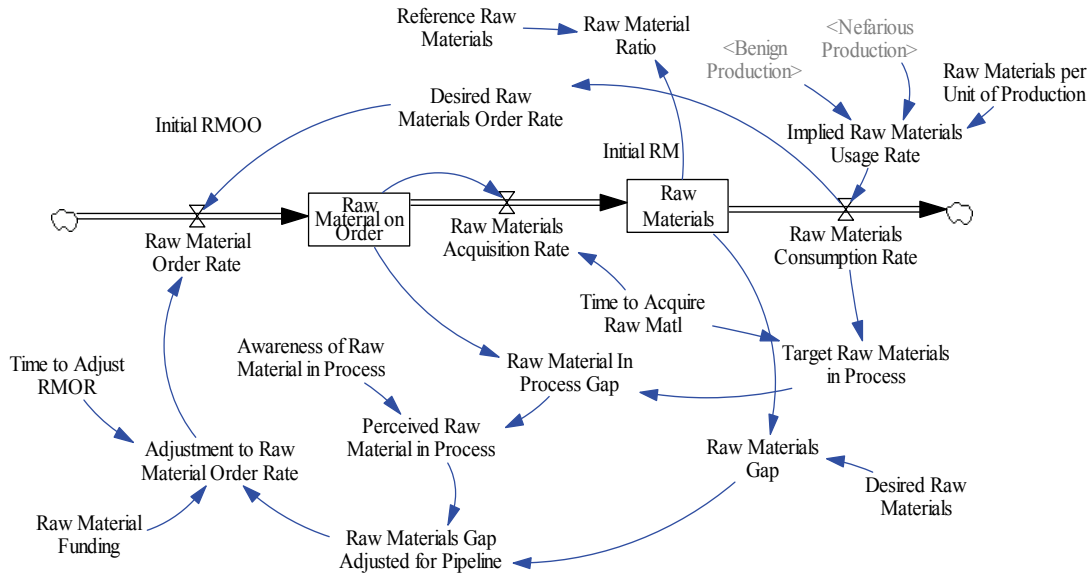 Reference Raw
Materials
Raw Material
Ratio
<Benign
Production>
<Nefarious
Production>
Raw Materials per
Unit of Production
Desired Raw
Materials Order Rate
Initial RMOO
Initial RM
Implied Raw Materials
Usage Rate
Raw Material
Order Rate
Raw
Material on
Order
Raw Materials
Acquisition Rate
Raw
Materials
Raw Materials
Consumption Rate
Time to Acquire
Raw Matl
Time to Adjust
RMOR
Awareness of Raw
Material in Process
Raw Material In
Process Gap
Target Raw Materials
in Process
Perceived Raw
Material in Process
Adjustment to Raw
Material Order Rate
Raw Materials
Gap
Desired Raw
Materials
Raw Material
Funding
Raw Materials Gap
Adjusted for Pipeline